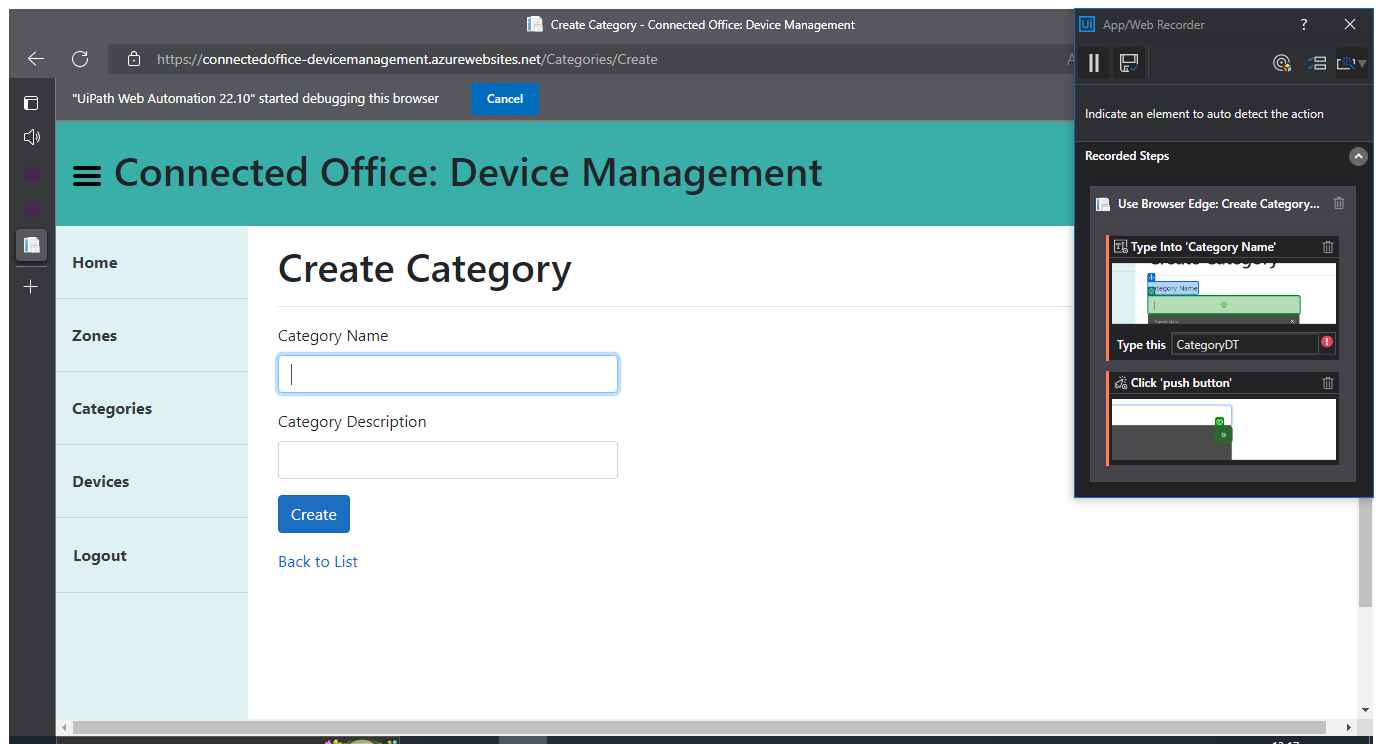 Create Category - Connected Office: Device Management
https://connectedoffice-devicemanagement.azurewebsites.net/Categories/Create
"UiPath Web Automation 22.10" started debugging this browser
Cancel
Connected Office: Device Management
Home
Zones
Categories
Devices
Logout
Create Category
Category Name
Category Description
Create
Back to List
Ui App/Web Recorder ?
Indicate an element to auto detect the action
Recorded Steps
Use Browser Edge: Create Category...
Type Into 'Category Name'
Category Name
Type this CategoryDT
Click 'push button'